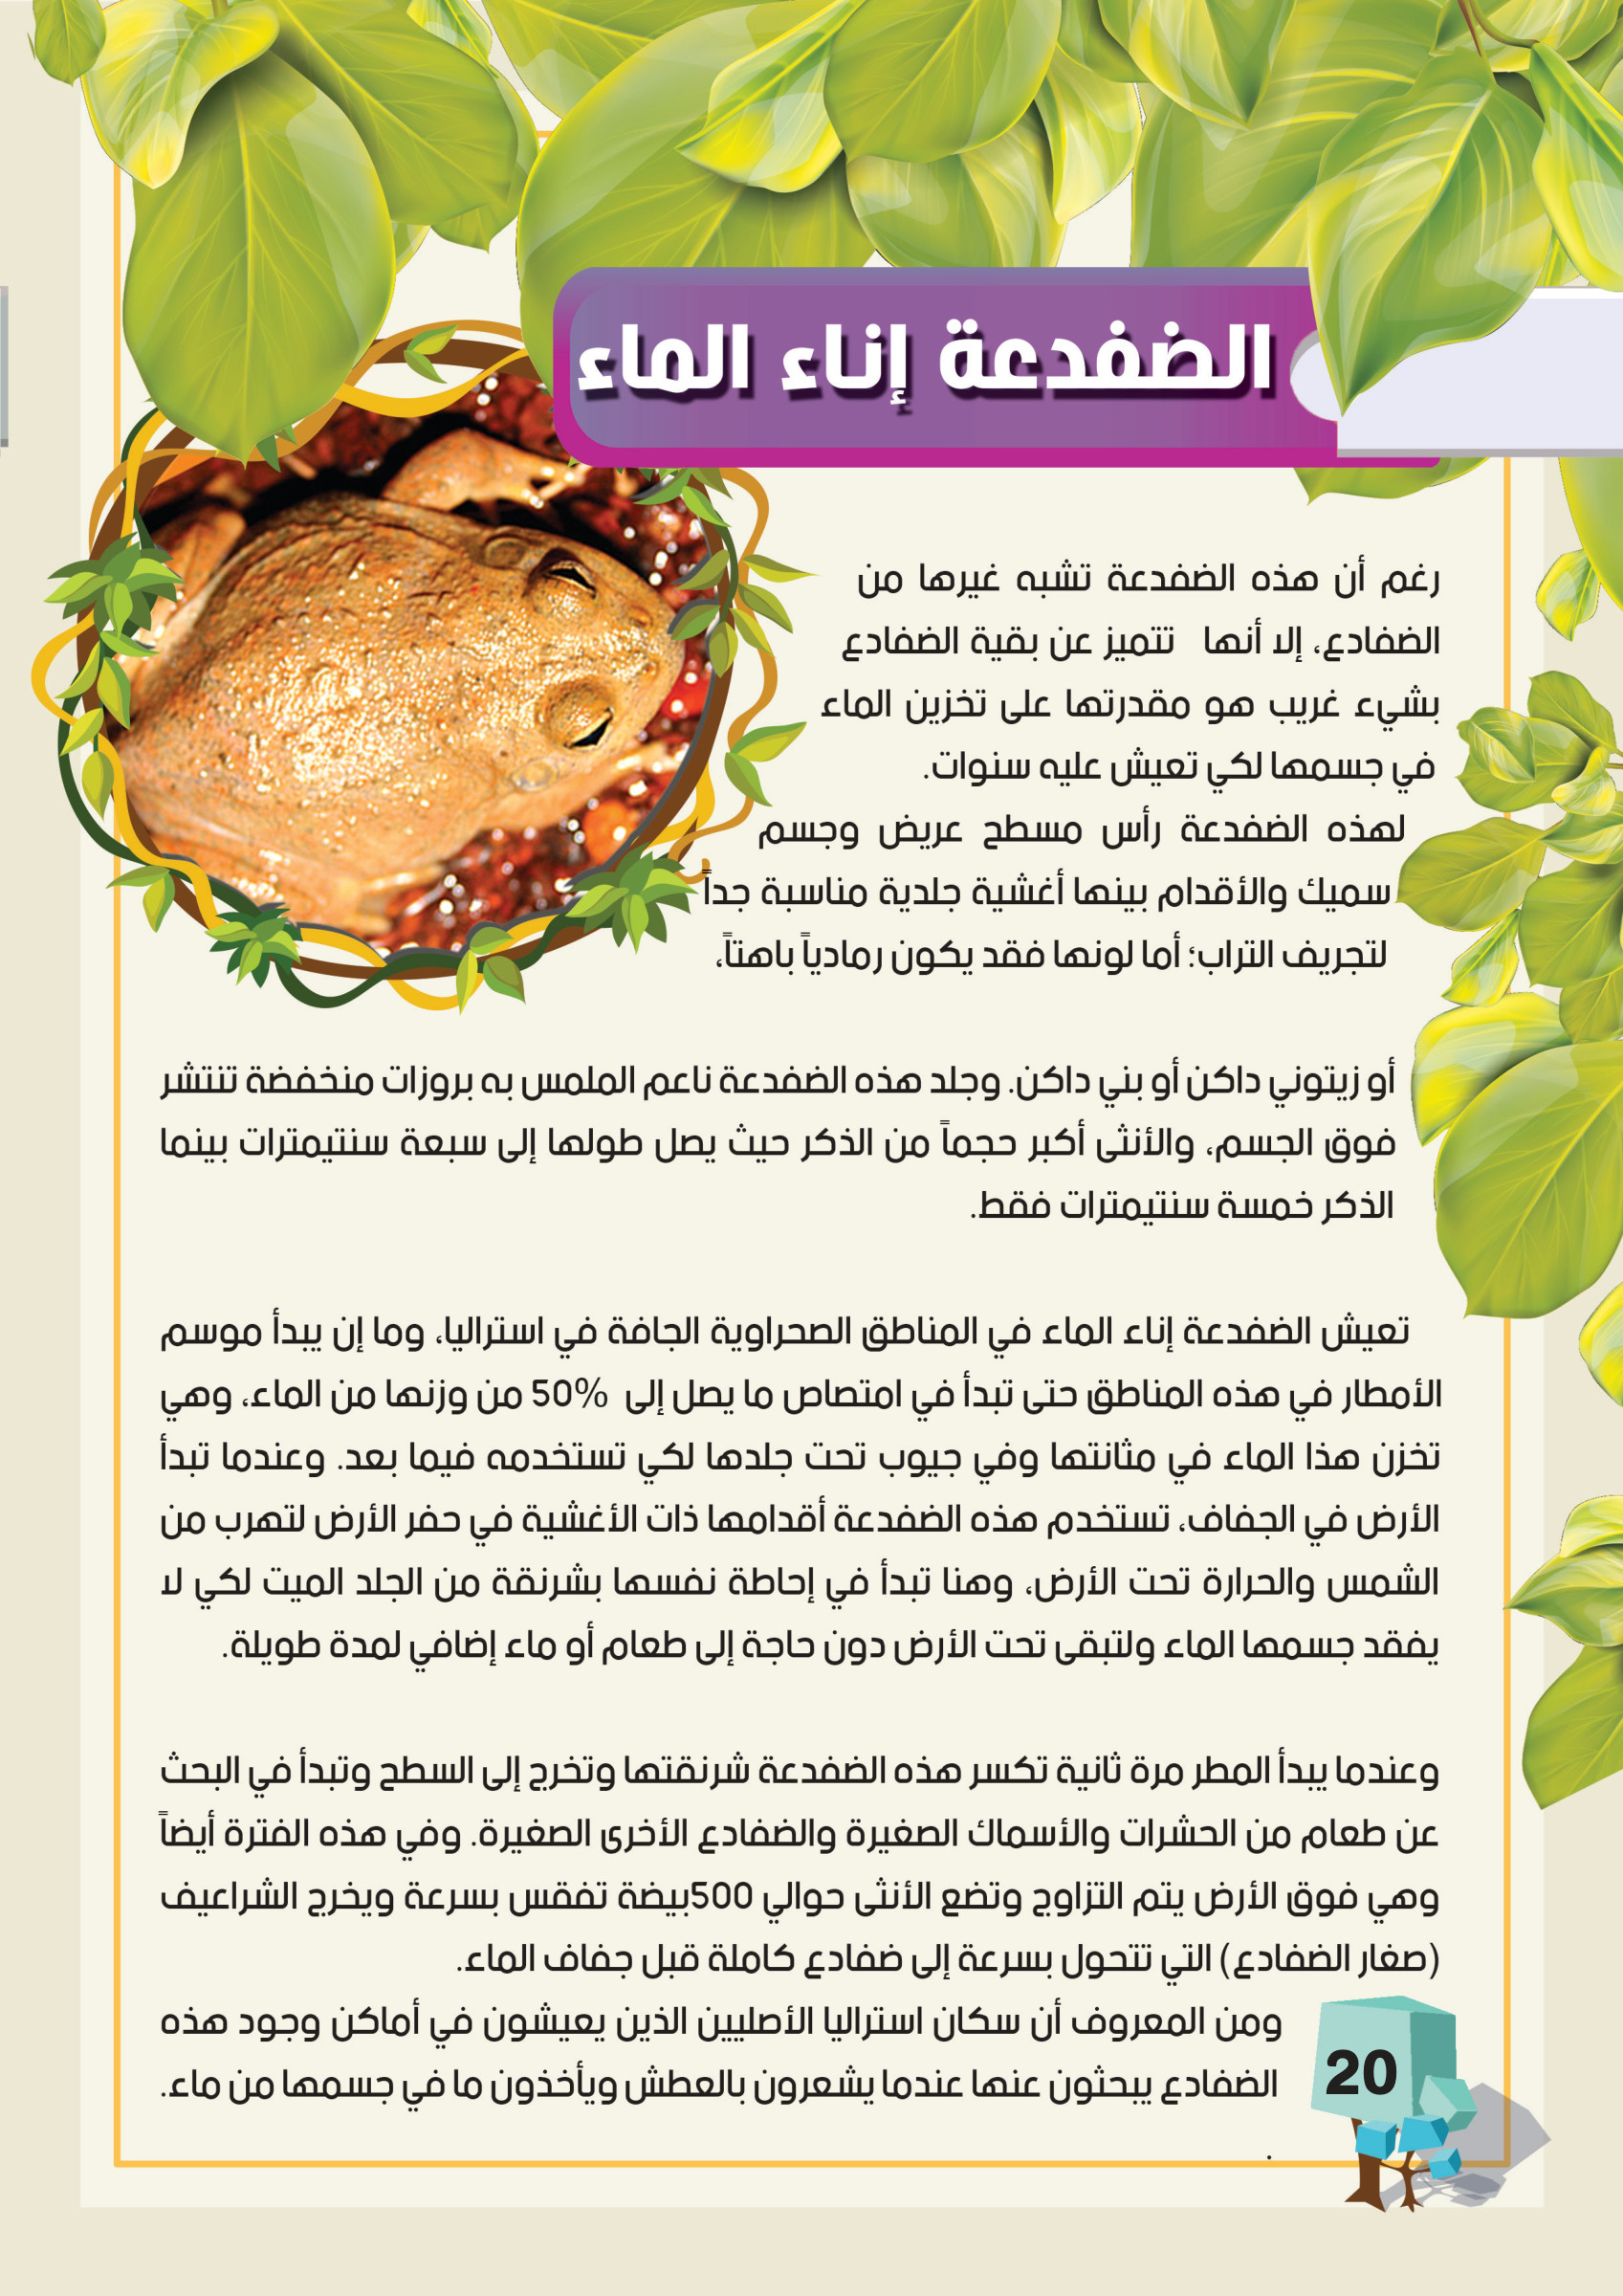 الضفدعة إناء الماء
رغم أن هذه الضفدعة تشبه غيرها من
الضفادع، إلا أنها تتميز عن بقية الضفادع
بشيء غريب هو مقدرتها على تخزين الماء
في جسمها لكي تعيش عليه سنوات.
لهذه الضفدعة رأس مسطح عريض وجسم
سميك والأقدام بينها أغشية جلدية مناسبة جداً
لتجريف التراب؛ أما لونها فقد يكون رمادياً باهتاً،
أو زيتوني داكن أو بني داكن. وجلد هذه الضفدعة ناعم الملمس به بروزات منخفضة تنتشر
فوق الجسم، والأنثى أكبر حجماً من الذكر حيث يصل طولها إلى سبعة سنتيمترات بينما
الذكر خمسة سنتيمترات فقط.
تعيش الضفدعة إناء الماء في المناطق الصحراوية الجافة في استراليا، وما إن يبدأ موسم
الأمطار في هذه المناطق حتى تبدأ في امتصاص ما يصل إلى 50% من وزنها من الماء، وهي
تخزن هذا الماء في مثانتها وفي جيوب تحت جلدها لكي تستخدمه فيما بعد. وعندما تبدأ
الأرض في الجفاف، تستخدم هذه الضفدعة أقدامها ذات الأغشية في حفر الأرض لتهرب من
الشمس والحرارة تحت الأرض، وهنا تبدأ في إحاطة نفسها بشرنقة من الجلد الميت لكي لا
يفقد جسمها الماء ولتبقى تحت الأرض دون حاجة إلى طعام أو ماء إضافي لمدة طويلة.
وعندما يبدأ المطر مرة ثانية تكسر هذه الضفدعة شرنقتها وتخرج إلى السطح وتبدأ في البحث
عن طعام من الحشرات والأسماك الصغيرة والضفادع الأخرى الصغيرة. وفي هذه الفترة أيضاً
وهي فوق الأرض يتم التزاوج وتضع الأنثى حوالي 500بيضة تفقس بسرعة ويخرج الشراعيف
(صغار الضفادع) التي تتحول بسرعة إلى ضفادع كاملة قبل جفاف الماء.
ومن المعروف أن سكان استراليا الأصليين الذين يعيشون في أماكن وجود هذه
الضفادع يبحثون عنها عندما يشعرون بالعطش ويأخذون ما في جسمها من ماء.
.
20